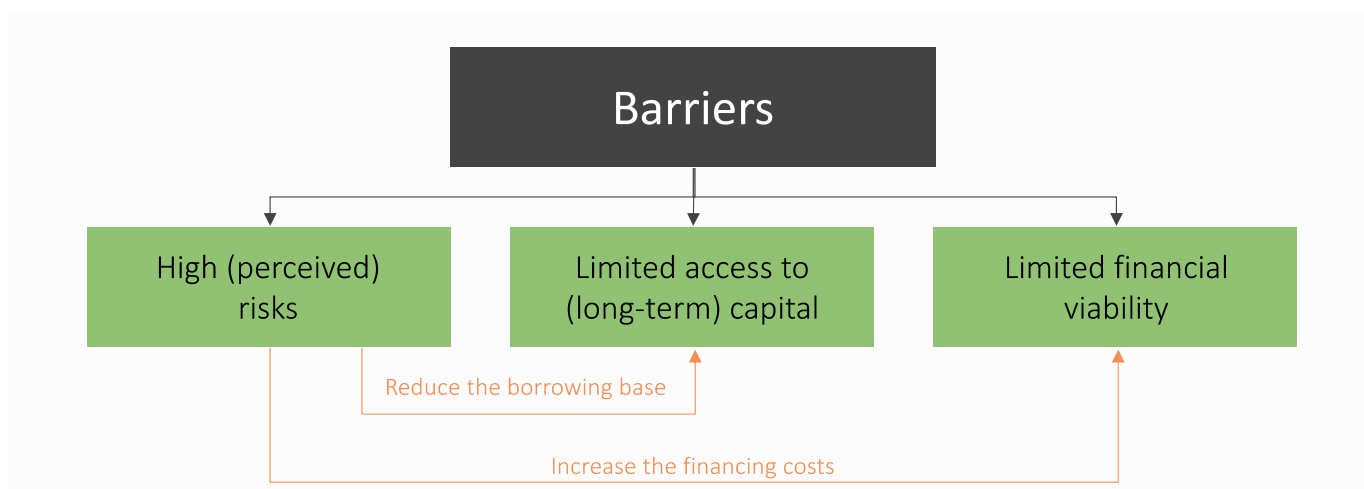 Barriers
High (perceived)
risks
Limited access to
(long-term) capital
Limited financial
viability
Reduce the borrowing base
Increase the financing costs